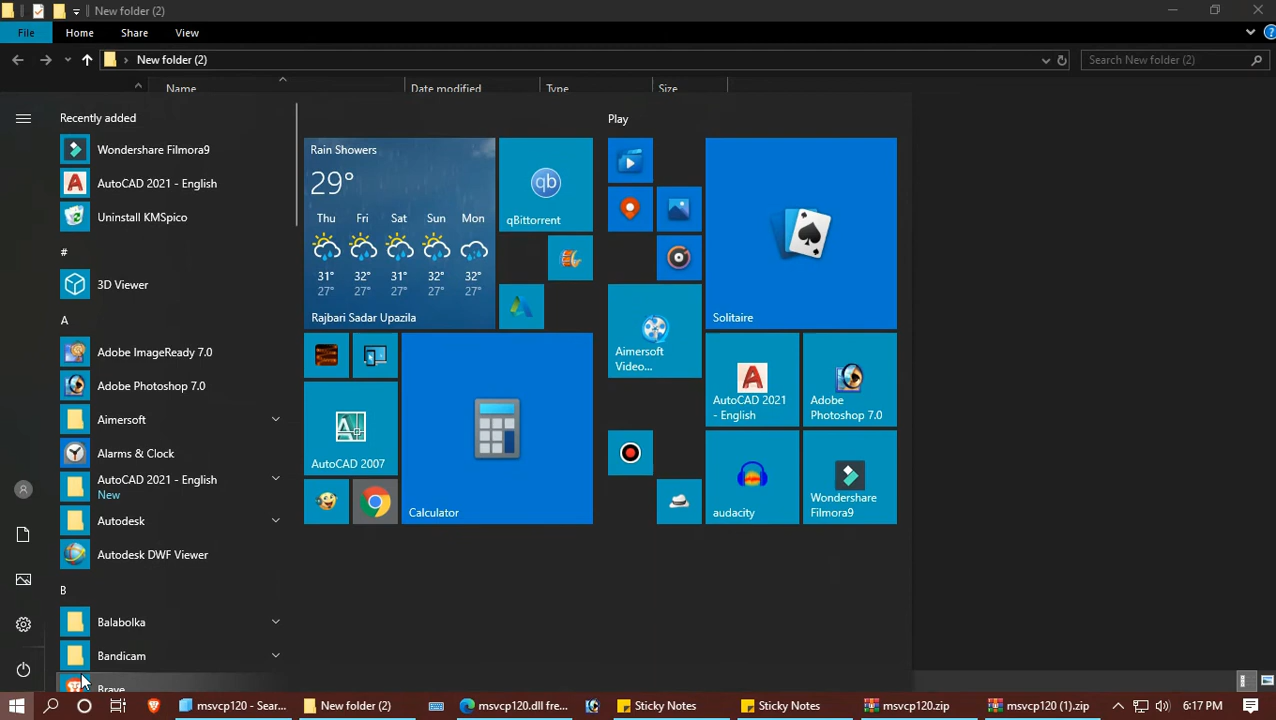 New folder (2)
File Home Share View
New folder (2)
Search New folder (2)
Name Date modified Type Size
Recently added
Wondershare Filmora9
AutoCAD 2021 - English
Uninstall KMSpico
#
3D Viewer
A
Adobe ImageReady 7.0
Adobe Photoshop 7.0
Aimersoft
Alarms & Clock
AutoCAD 2021 - English
New
Autodesk
Autodesk DWF Viewer
B
Balabolka
Bandicam
Brave
Rain Showers
29°
Thu Fri Sat Sun Mon
31° 32° 31° 32° 32°
27° 27° 27° 27° 27°
Rajbari Sadar Upazila
qb
qBittorrent
AutoCAD 2007
Calculator
Play
Solitaire
Aimersoft
Video...
AutoCAD 2021
- English
Adobe
Photoshop 7.0
audacity
Wondershare
Filmora9
msvcp120 - Sear...
New folder (2)
msvcp120.dll fre...
Sticky Notes
Sticky Notes
msvcp120.zip
msvcp120 (1).zip
6:17 PM